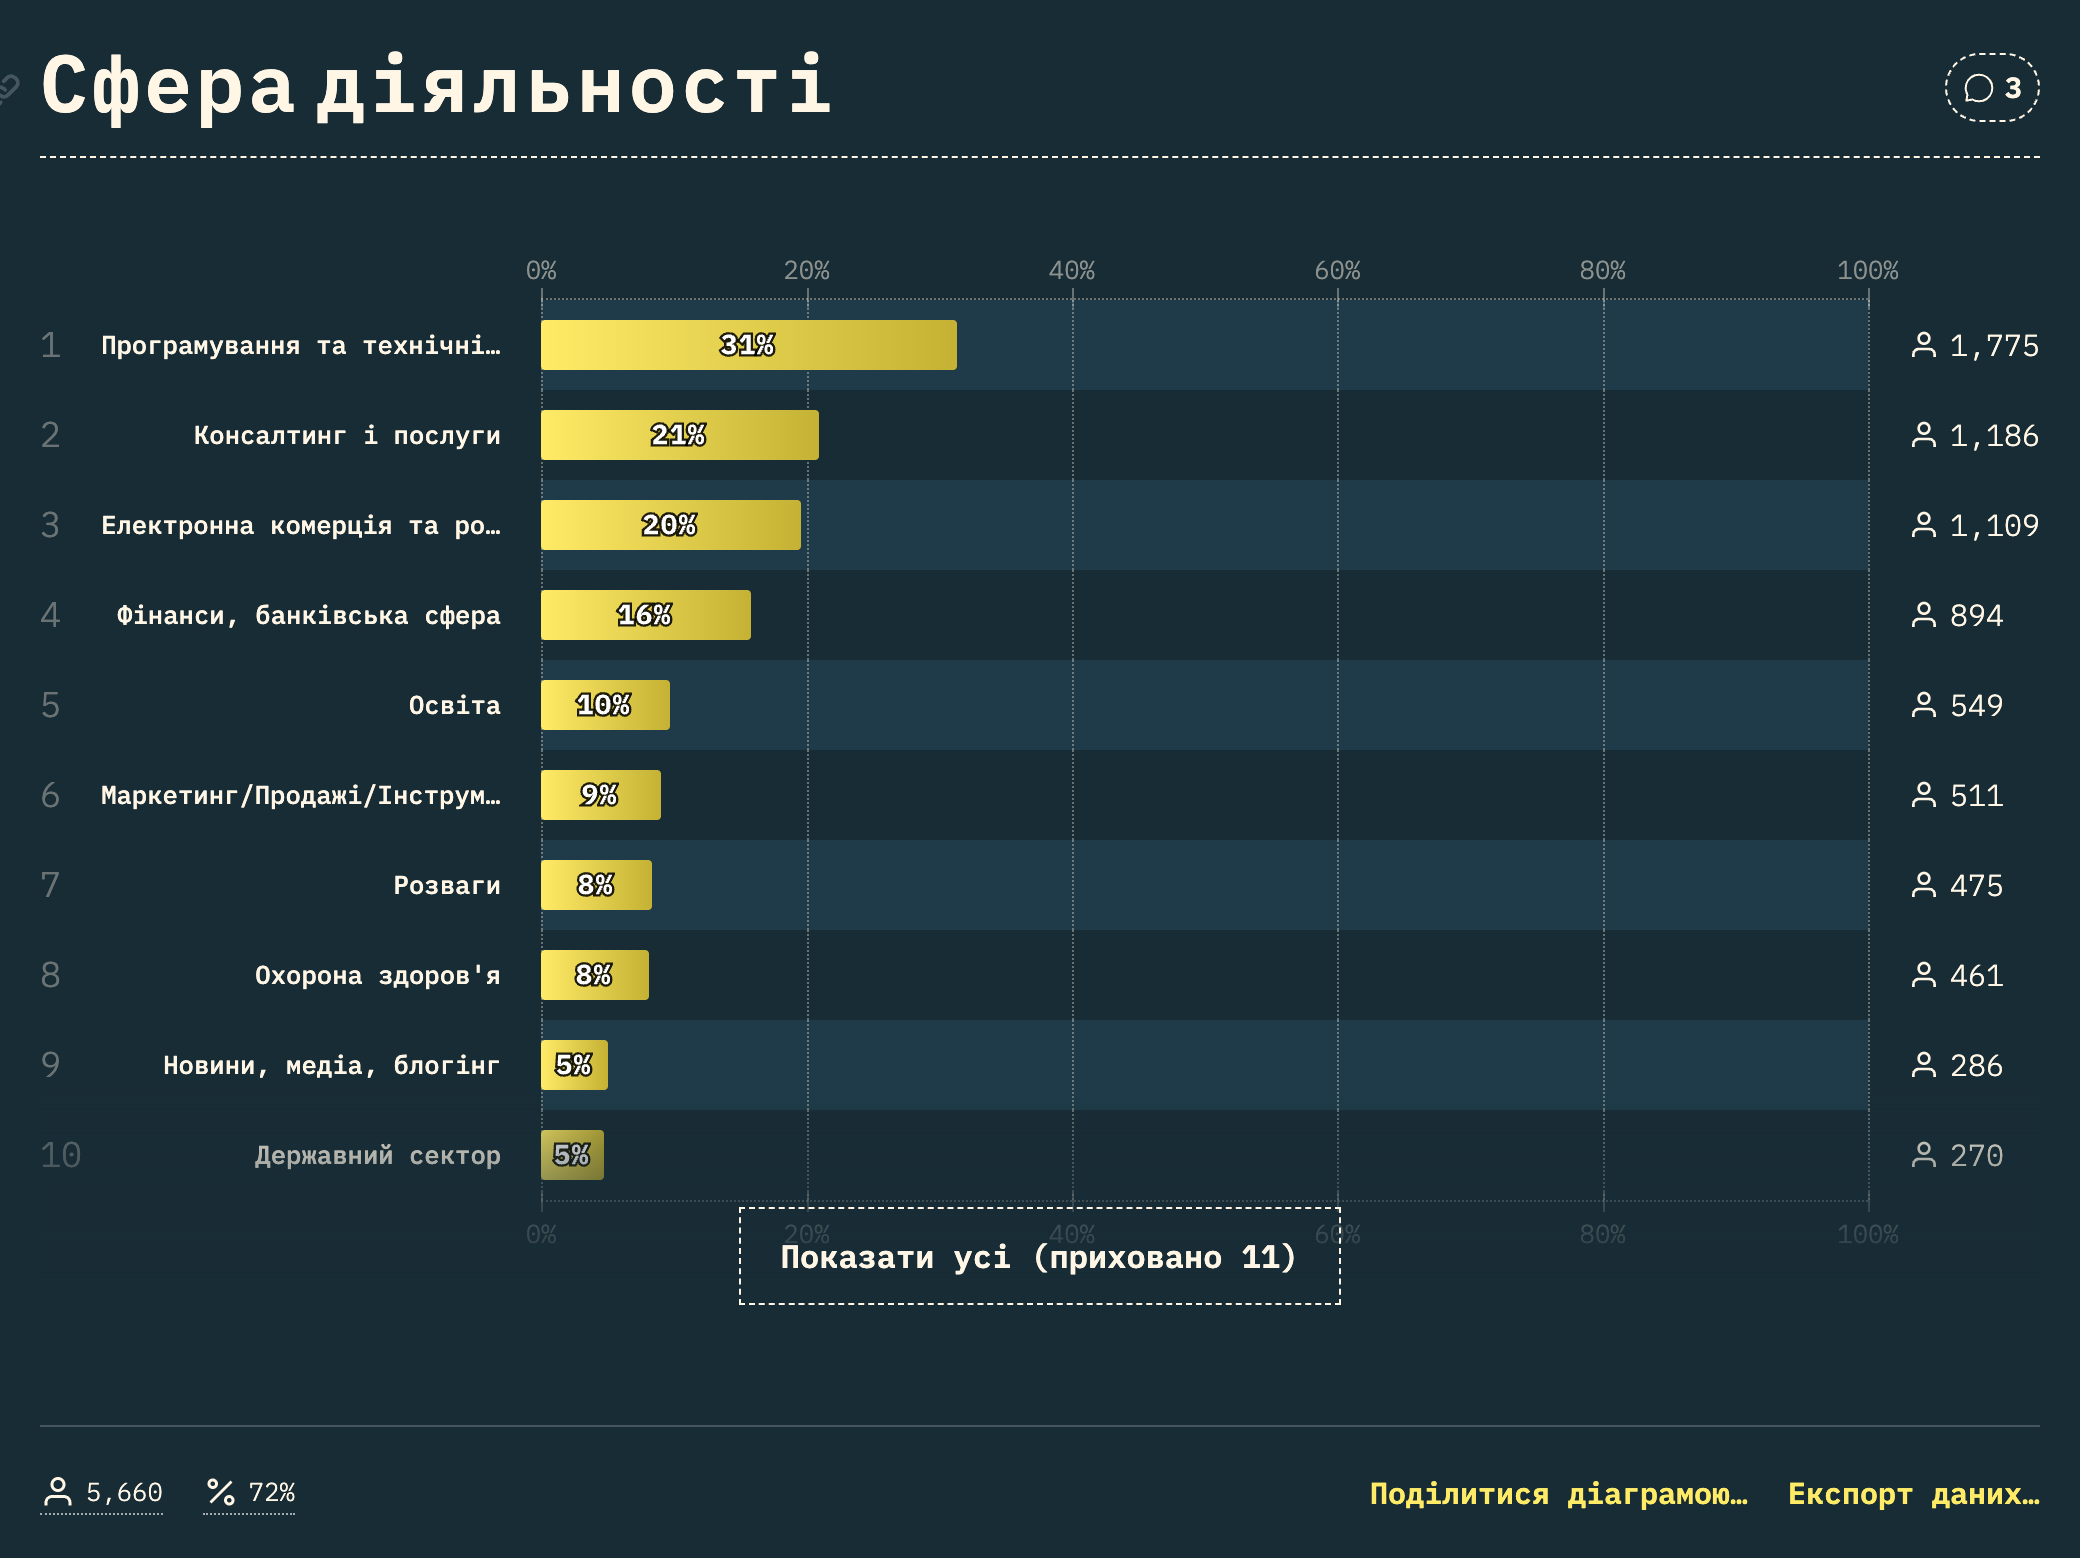 Сфера діяльності
3
0% 20% 40% 60% 80% 100%
1 Програмування та технічні… 31% 1,775
2 Консалтинг і послуги 21% 1,186
3 Електронна комерція та ро… 20% 1,109
4 Фінанси, банківська сфера 16% 894
5 Освіта 10% 549
6 Маркетинг/Продажі/Інструм… 9% 511
7 Розваги 8% 475
8 Охорона здоров'я 8% 461
9 Новини, медіа, блогінг 5% 286
10 Державний сектор 5% 270
0% 20% 40% 60% 80% 100%
Показати усі (приховано 11)
5,660 72% Поділитися діаграмою… Експорт даних…